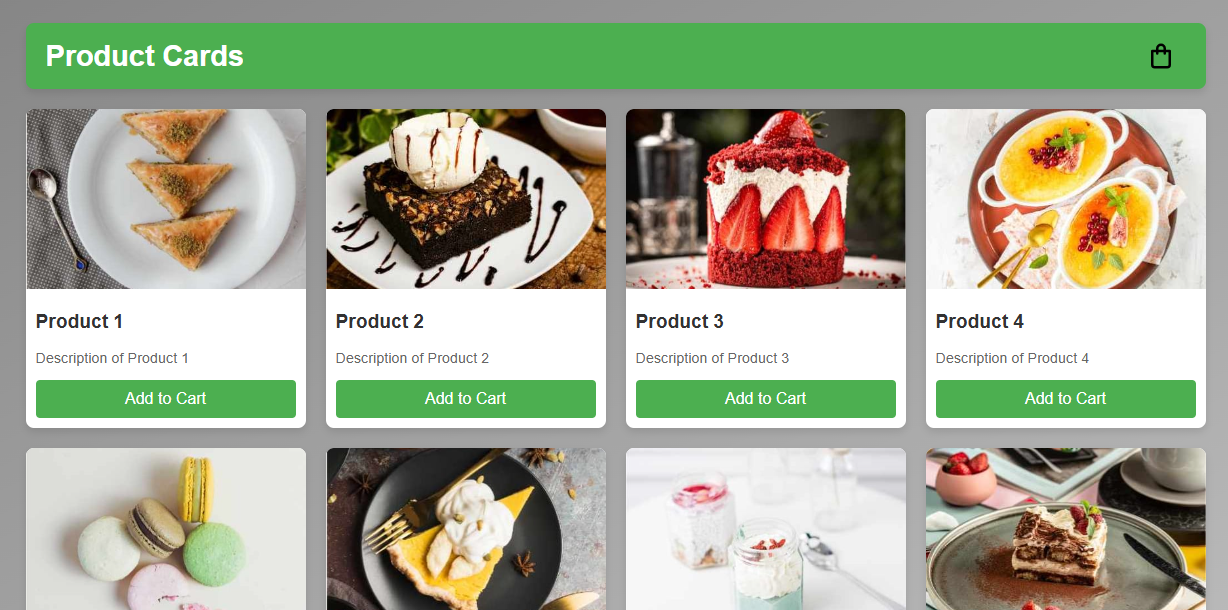 Product Cards
Product 1
Description of Product 1
Add to Cart
Product 2
Description of Product 2
Add to Cart
Product 3
Description of Product 3
Add to Cart
Product 4
Description of Product 4
Add to Cart